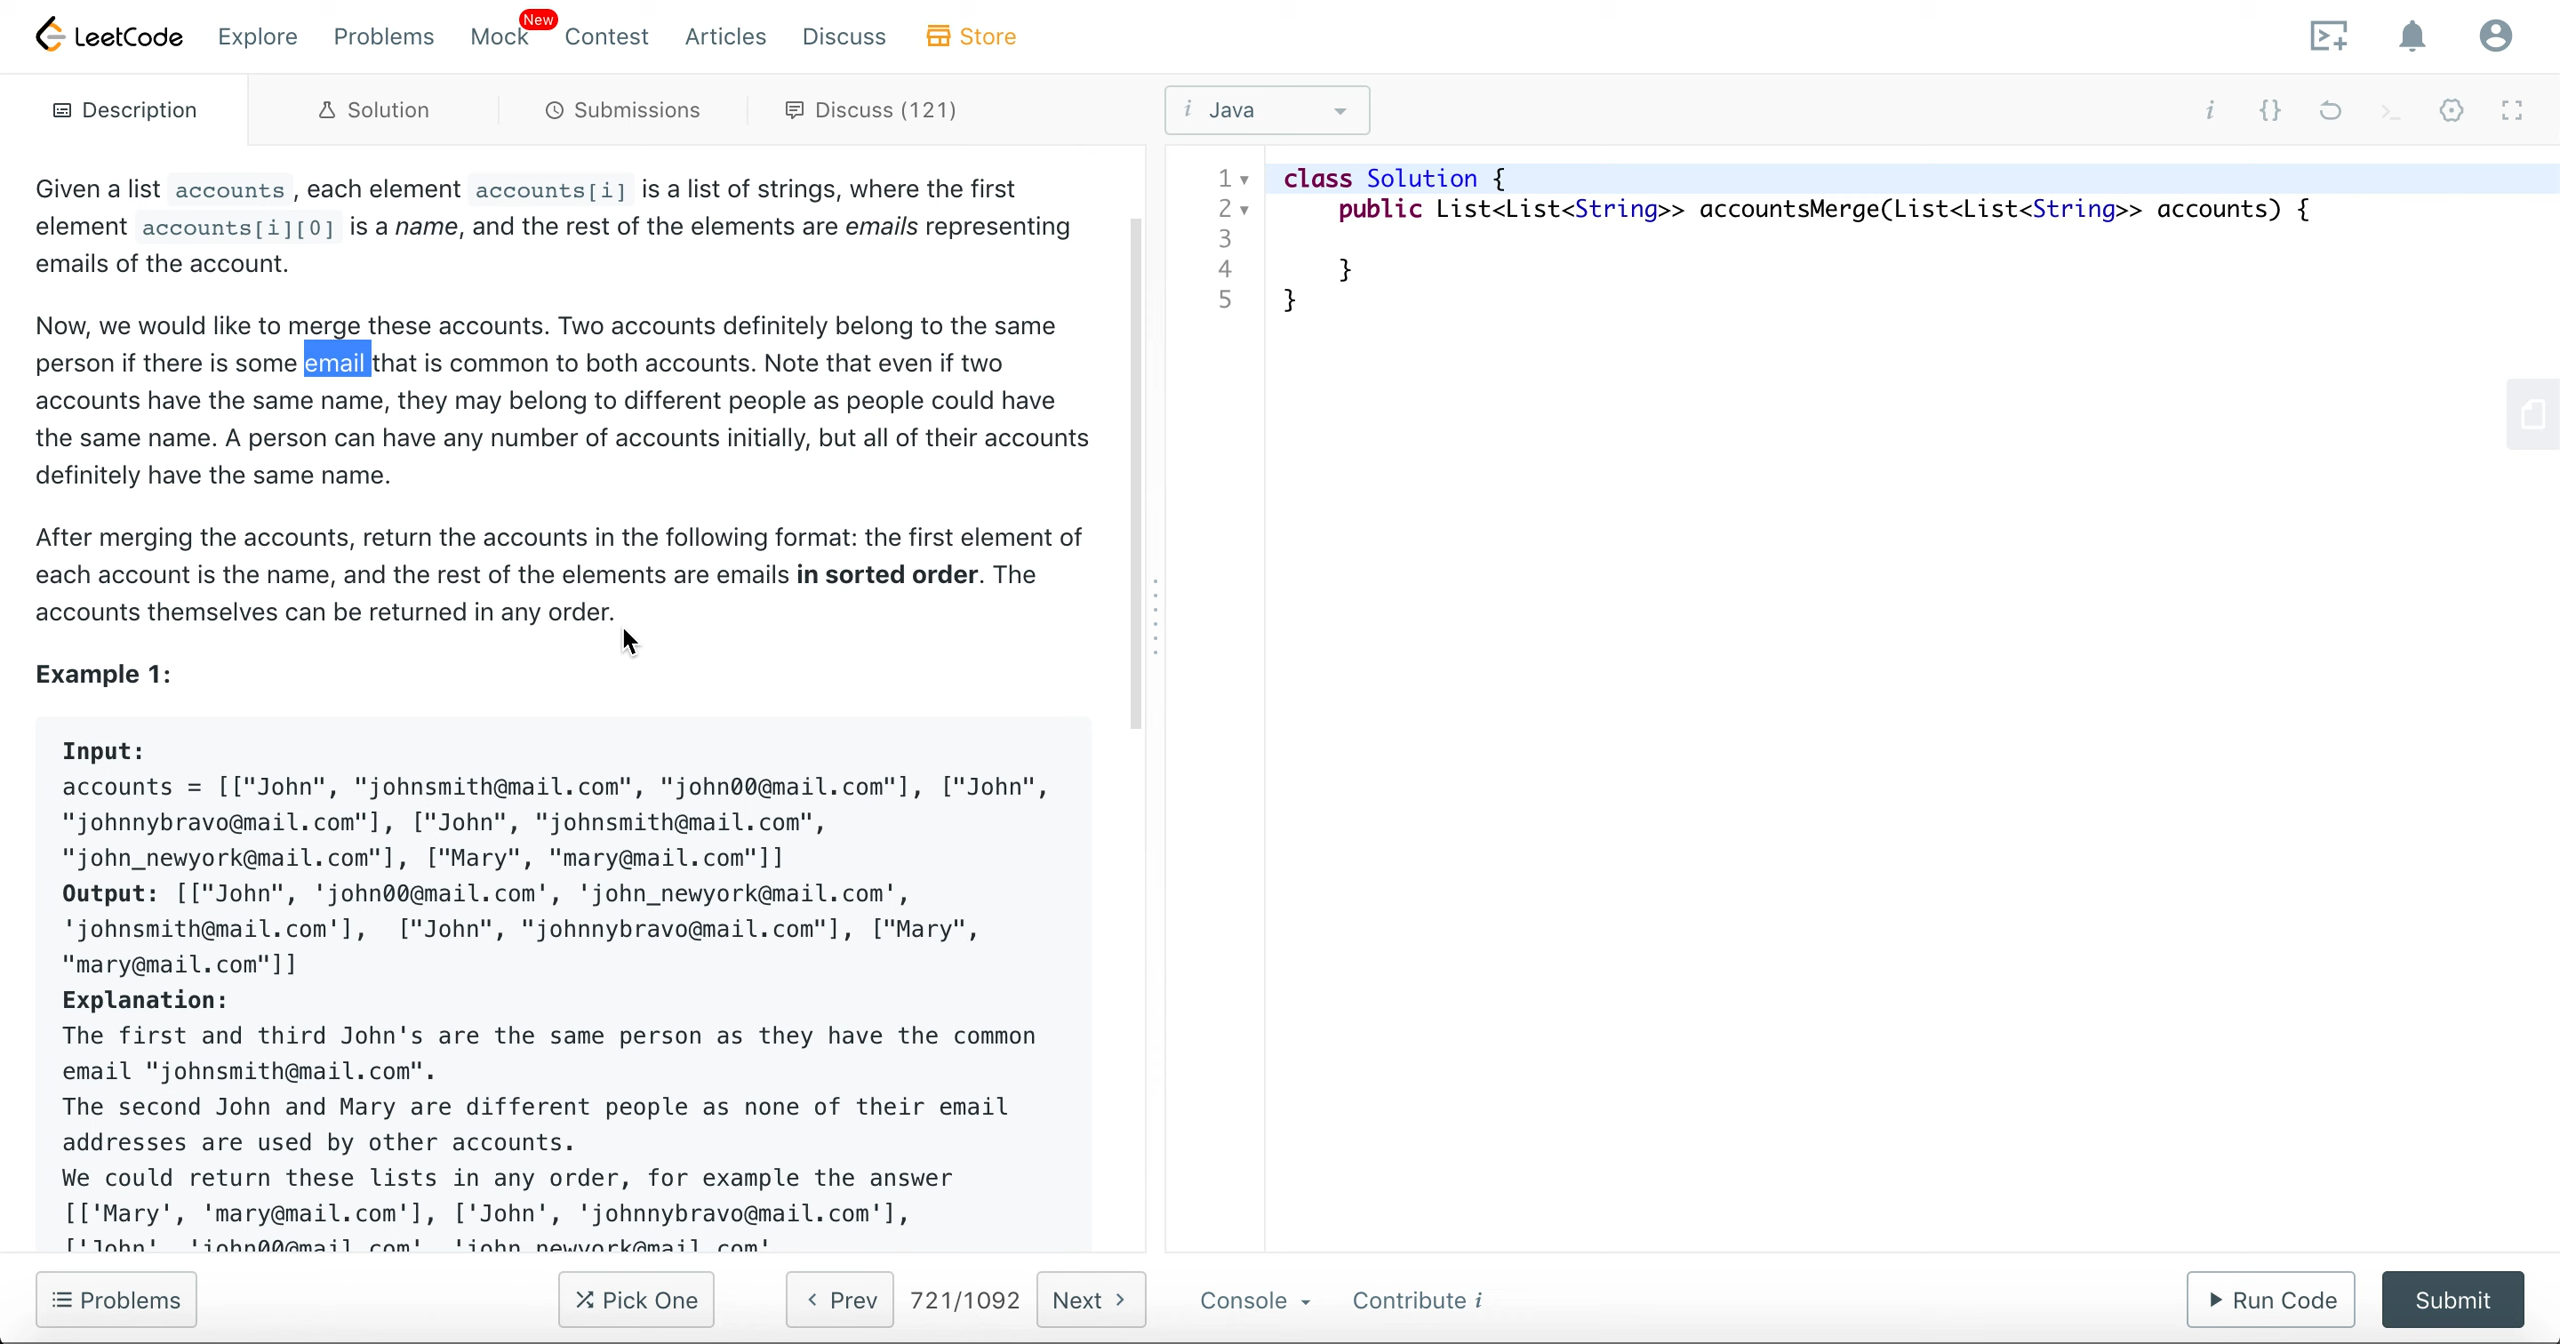 LeetCode Explore Problems Mock New Contest Articles Discuss Store
Description Solution Submissions Discuss (121)
Given a list accounts, each element accounts[i] is a list of strings, where the first
element accounts[i][0] is a name, and the rest of the elements are emails representing
emails of the account.
Now, we would like to merge these accounts. Two accounts definitely belong to the same
person if there is some email that is common to both accounts. Note that even if two
accounts have the same name, they may belong to different people as people could have
the same name. A person can have any number of accounts initially, but all of their accounts
definitely have the same name.
After merging the accounts, return the accounts in the following format: the first element of
each account is the name, and the rest of the elements are emails in sorted order. The
accounts themselves can be returned in any order.
Example 1:
Input:
accounts = [["John", "johnsmith@mail.com", "john00@mail.com"], ["John",
"johnnybravo@mail.com"], ["John", "johnsmith@mail.com",
"john_newyork@mail.com"], ["Mary", "mary@mail.com"]]
Output: [["John", 'john00@mail.com', 'john_newyork@mail.com',
'johnsmith@mail.com'],  ["John", "johnnybravo@mail.com"], ["Mary",
"mary@mail.com"]]
Explanation:
The first and third John's are the same person as they have the common
email "johnsmith@mail.com".
The second John and Mary are different people as none of their email
addresses are used by other accounts.
We could return these lists in any order, for example the answer
[['Mary', 'mary@mail.com'], ['John', 'johnnybravo@mail.com'],
['John', 'john00@mail.com', 'john_newyork@mail.com',
i Java
i {} >_
1 class Solution {
2     public List<List<String>> accountsMerge(List<List<String>> accounts) {
3
4     }
5 }
Problems Pick One < Prev 721/1092 Next > Console Contribute i Run Code Submit